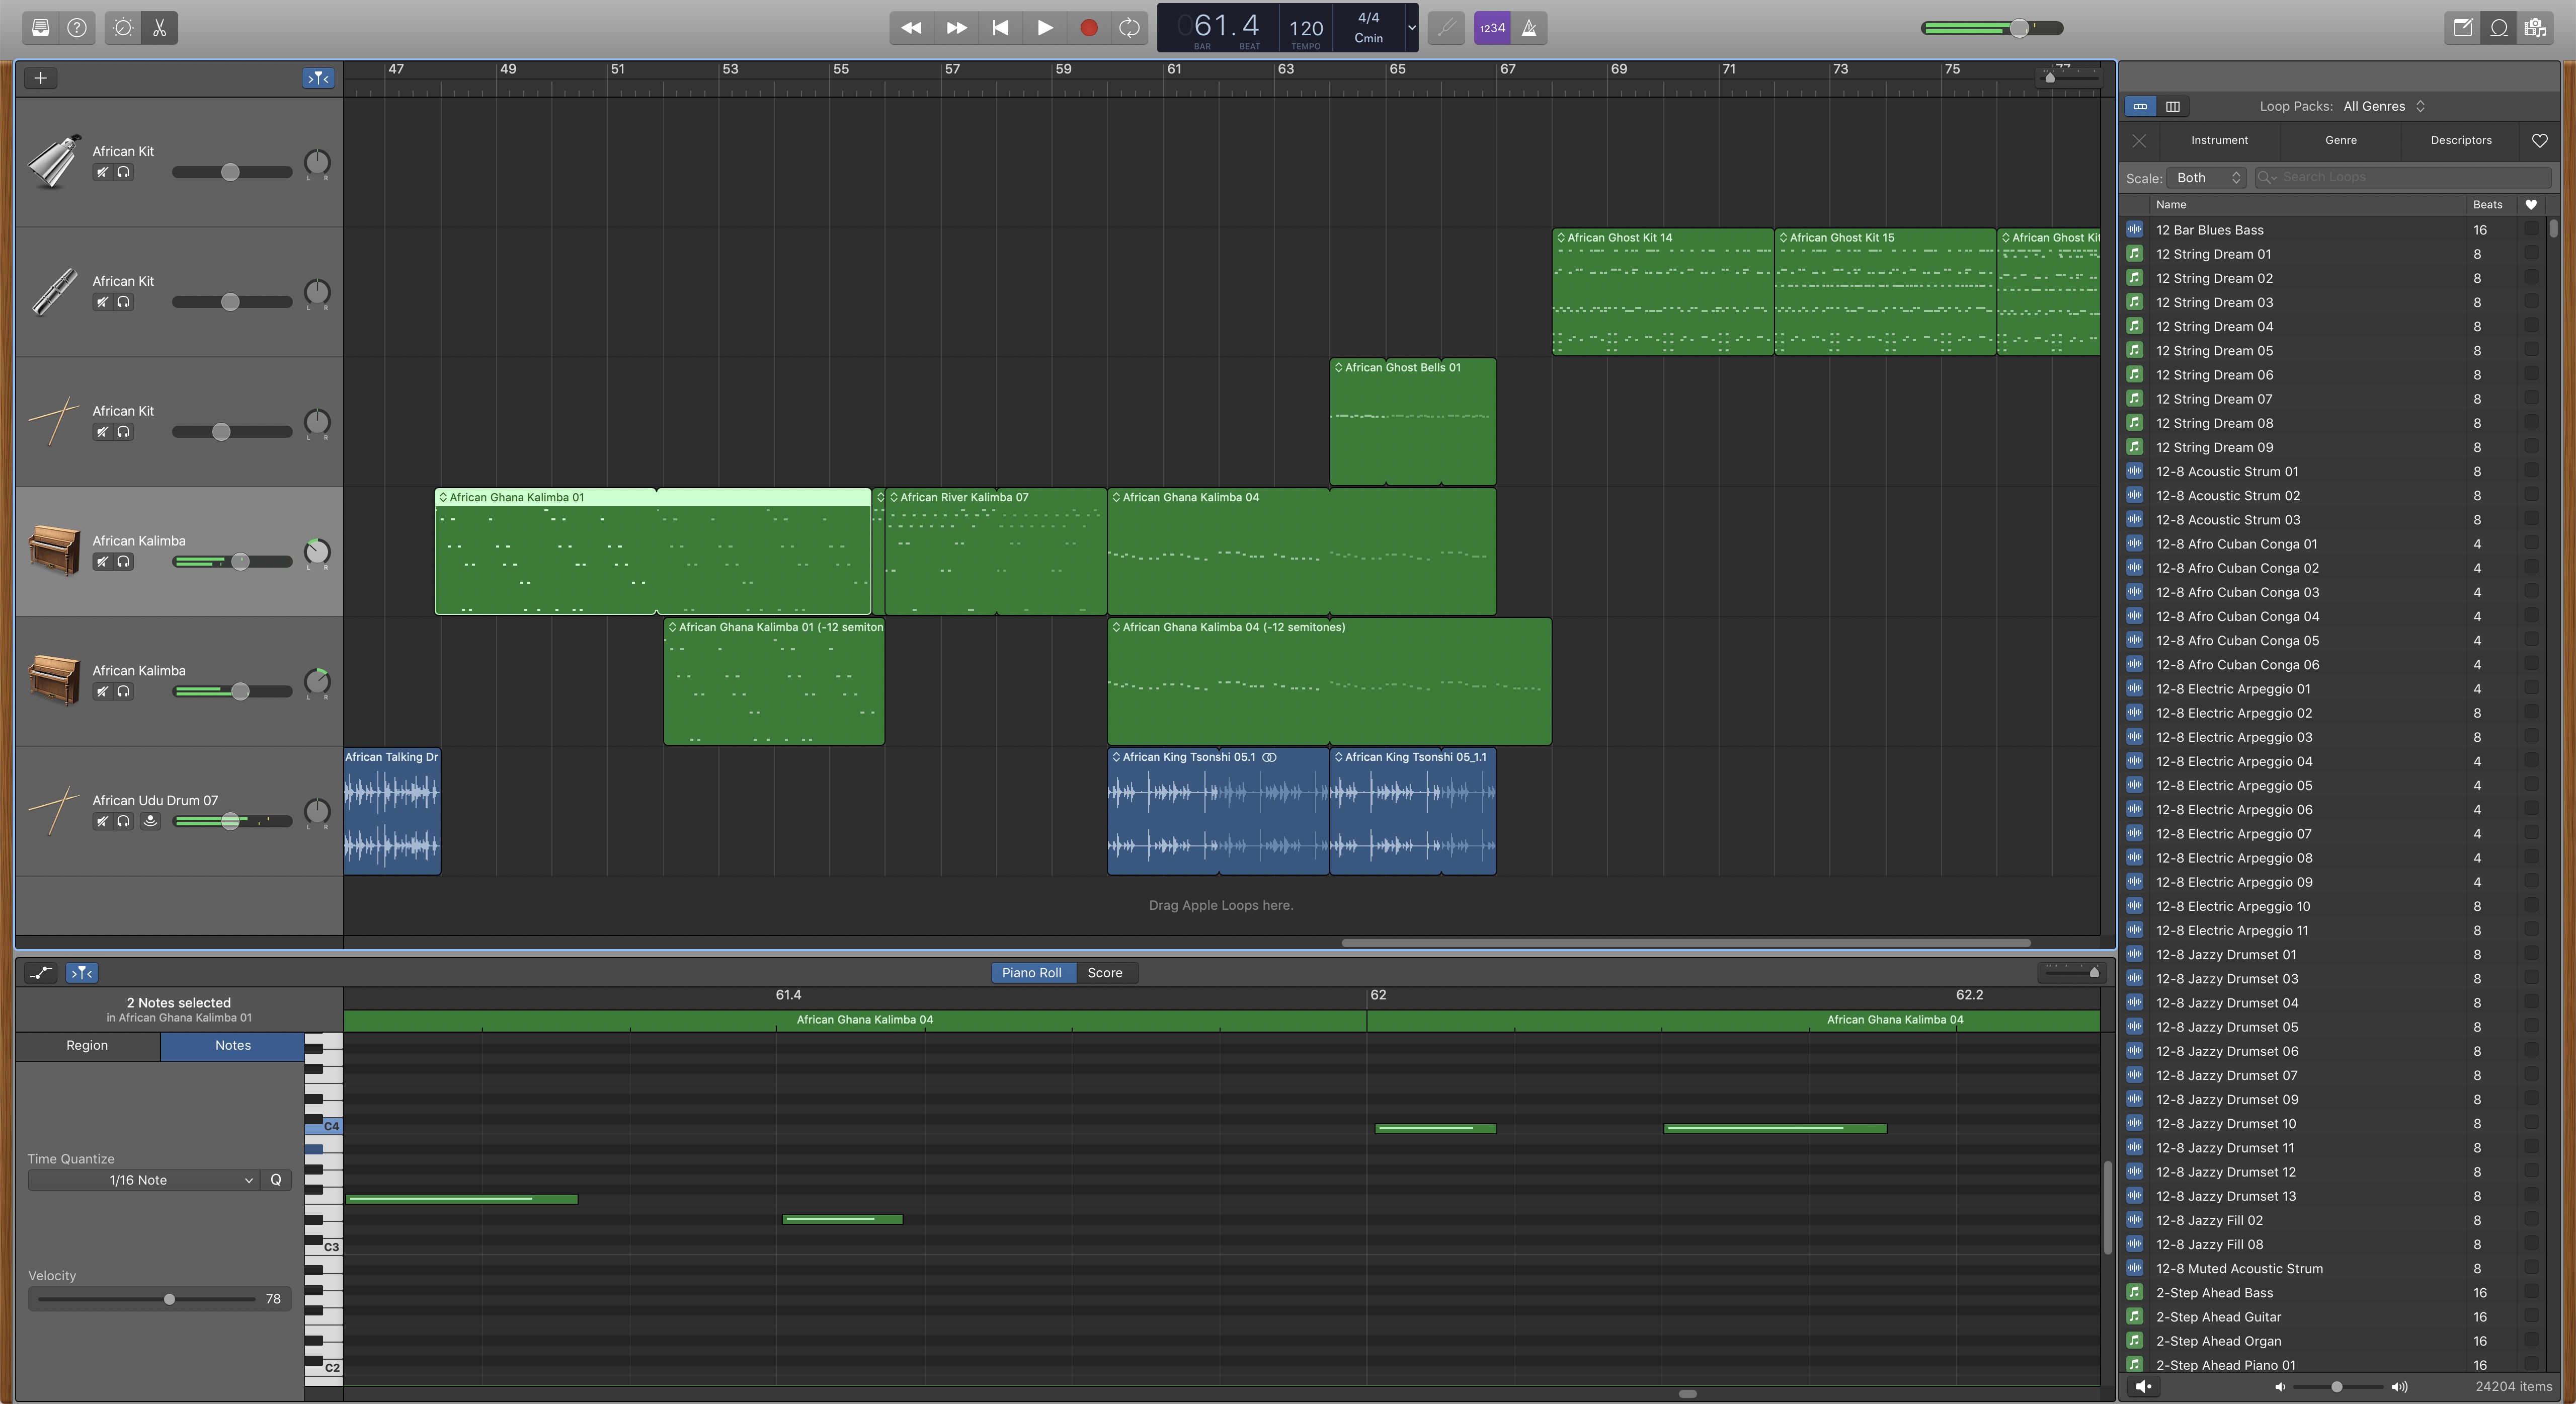 061.4
BAR
BEAT
120
TEMPO
4/4
Cmin
1234
47
49
51
53
55
57
59
61
63
65
67
69
71
73
75
77
African Kit
L R
African Kit
L R
African Ghost Kit 14
African Ghost Kit 15
African Ghost Kit
African Kit
L R
African Ghost Bells 01
African Kalimba
L R
African Ghana Kalimba 01
African River Kalimba 07
African Ghana Kalimba 04
African Kalimba
L R
African Ghana Kalimba 01 (-12 semiton
African Ghana Kalimba 04 (-12 semitones)
African Udu Drum 07
L R
African Talking Dr
African King Tsonshi 05.1
African King Tsonshi 05_1.1
Drag Apple Loops here.
Piano Roll
Score
2 Notes selected
in African Ghana Kalimba 01
61.4
62
62.2
African Ghana Kalimba 04
African Ghana Kalimba 04
Region
Notes
Time Quantize
1/16 Note
Q
Velocity
78
C4
C3
C2
Loop Packs: All Genres
Instrument
Genre
Descriptors
Scale: Both
Search Loops
Name
Beats
12 Bar Blues Bass 16
12 String Dream 01 8
12 String Dream 02 8
12 String Dream 03 8
12 String Dream 04 8
12 String Dream 05 8
12 String Dream 06 8
12 String Dream 07 8
12 String Dream 08 8
12 String Dream 09 8
12-8 Acoustic Strum 01 8
12-8 Acoustic Strum 02 8
12-8 Acoustic Strum 03 8
12-8 Afro Cuban Conga 01 4
12-8 Afro Cuban Conga 02 4
12-8 Afro Cuban Conga 03 4
12-8 Afro Cuban Conga 04 4
12-8 Afro Cuban Conga 05 4
12-8 Afro Cuban Conga 06 4
12-8 Electric Arpeggio 01 4
12-8 Electric Arpeggio 02 8
12-8 Electric Arpeggio 03 8
12-8 Electric Arpeggio 04 8
12-8 Electric Arpeggio 05 8
12-8 Electric Arpeggio 06 4
12-8 Electric Arpeggio 07 4
12-8 Electric Arpeggio 08 4
12-8 Electric Arpeggio 09 4
12-8 Electric Arpeggio 10 8
12-8 Electric Arpeggio 11 8
12-8 Jazzy Drumset 01 8
12-8 Jazzy Drumset 03 8
12-8 Jazzy Drumset 04 8
12-8 Jazzy Drumset 05 8
12-8 Jazzy Drumset 06 8
12-8 Jazzy Drumset 07 8
12-8 Jazzy Drumset 09 8
12-8 Jazzy Drumset 10 8
12-8 Jazzy Drumset 11 8
12-8 Jazzy Drumset 12 8
12-8 Jazzy Drumset 13 8
12-8 Jazzy Fill 02 8
12-8 Jazzy Fill 08 8
12-8 Muted Acoustic Strum 8
2-Step Ahead Bass 16
2-Step Ahead Guitar 16
2-Step Ahead Organ 16
2-Step Ahead Piano 01 16
24204 items